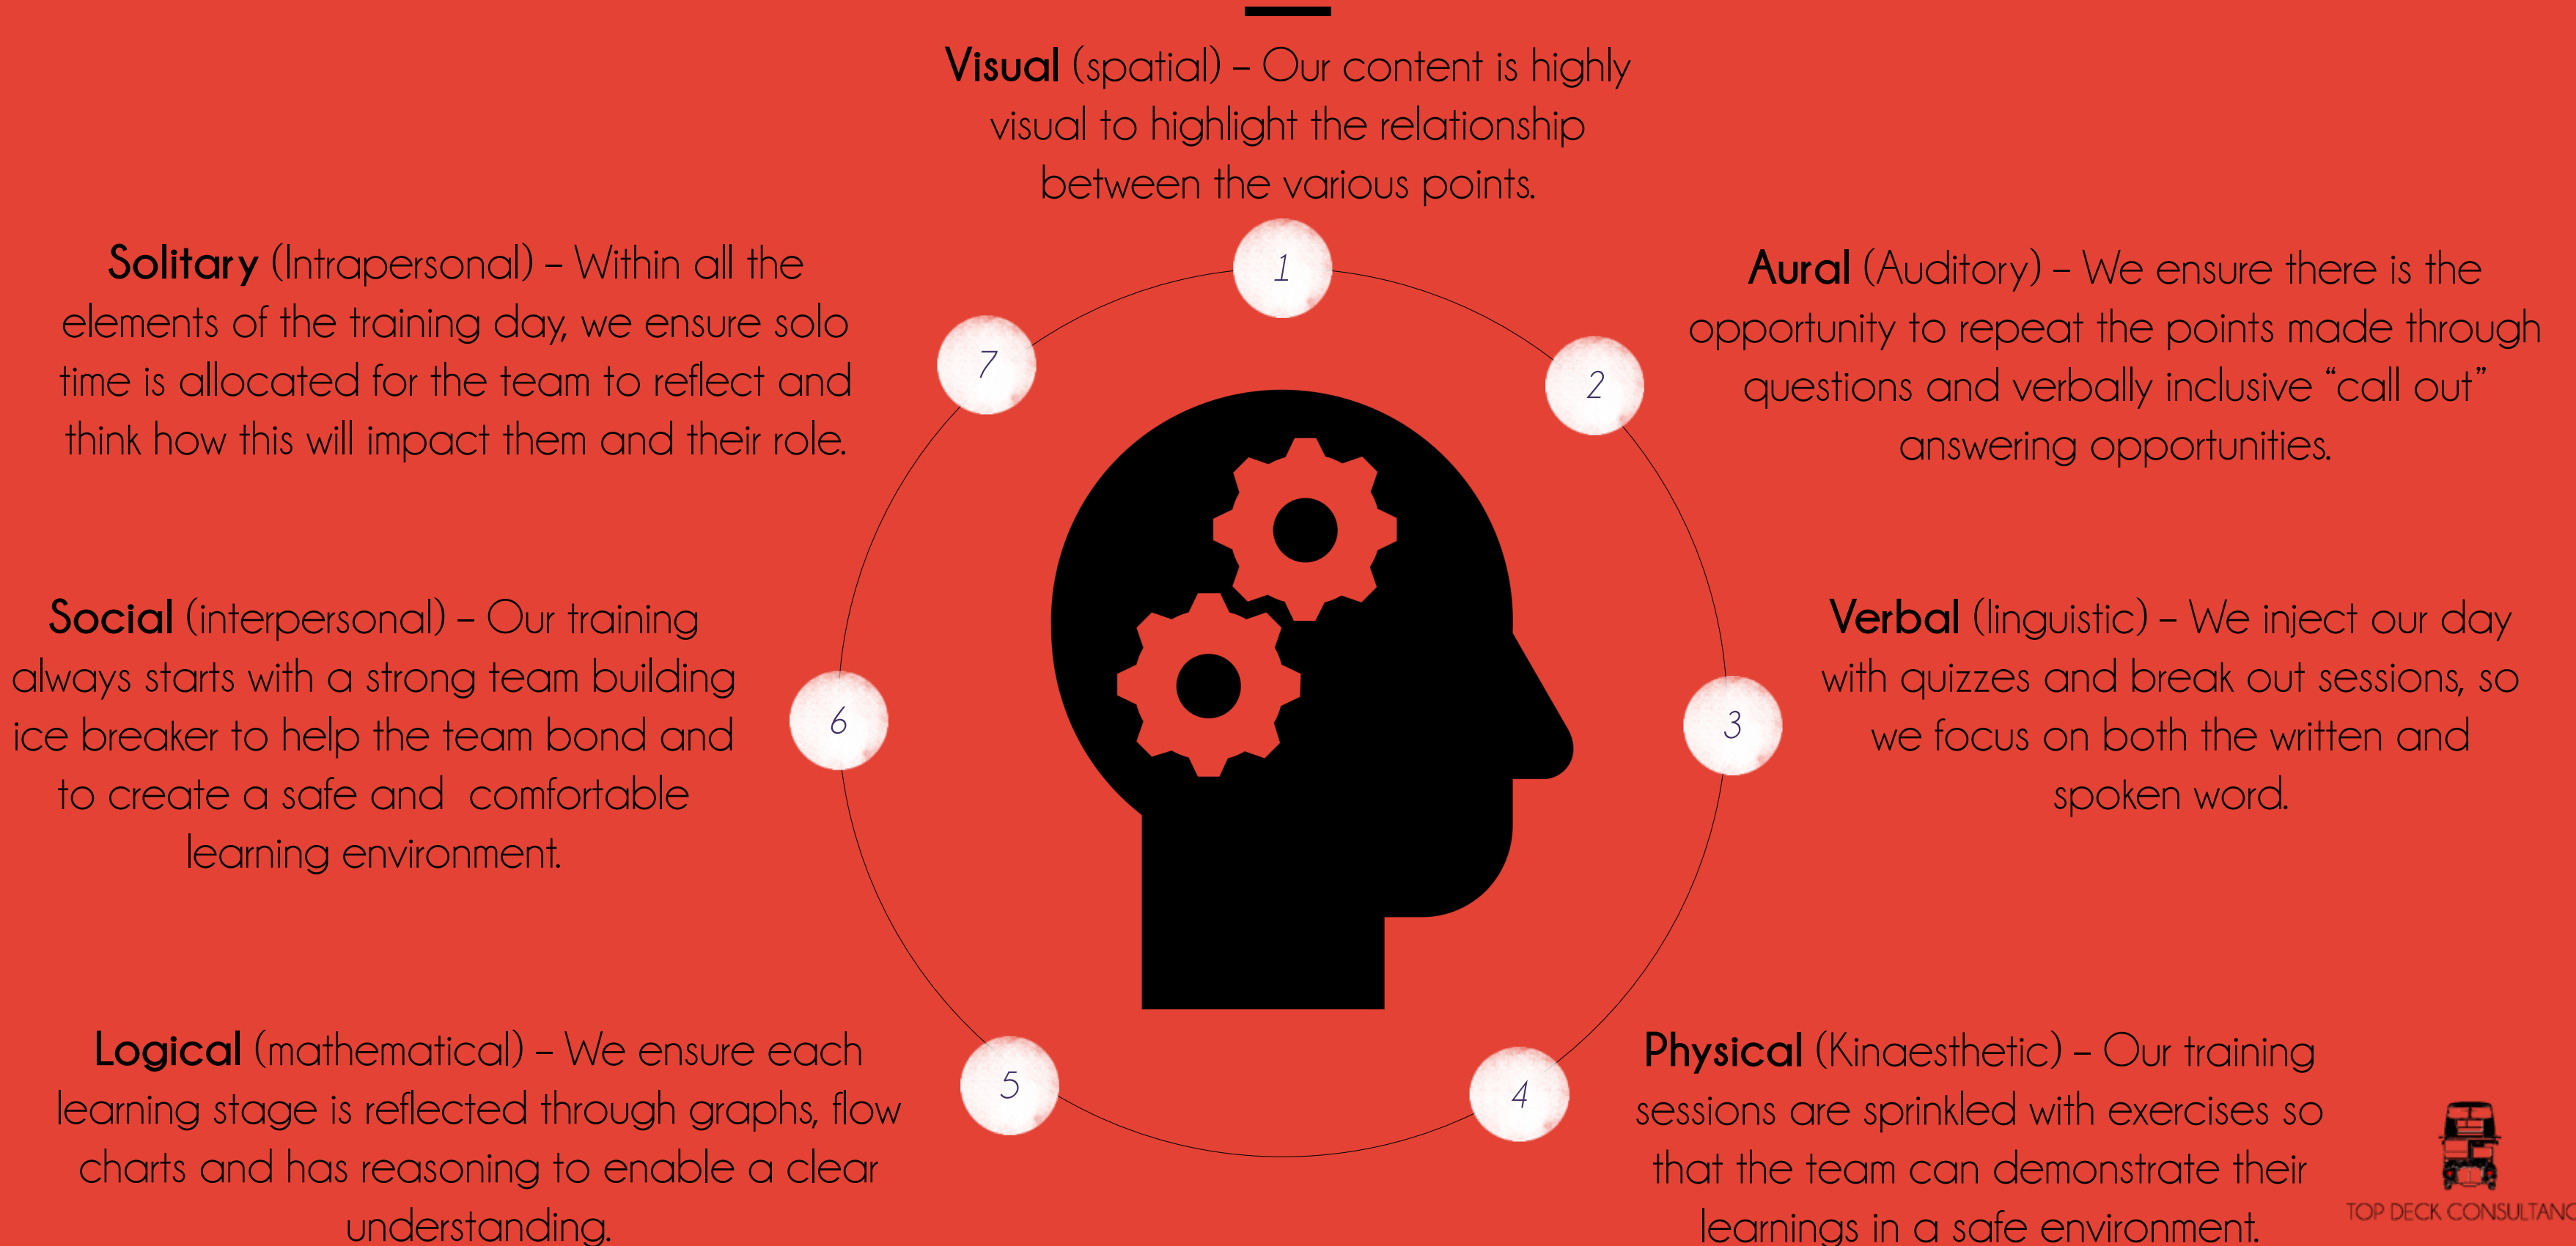 Visual (spatial) – Our content is highly
visual to highlight the relationship
between the various points.
1
Aural (Auditory) – We ensure there is the
opportunity to repeat the points made through
questions and verbally inclusive “call out”
answering opportunities.
2
Verbal (linguistic) – We inject our day
with quizzes and break out sessions, so
we focus on both the written and
spoken word.
3
Physical (Kinaesthetic) – Our training
sessions are sprinkled with exercises so
that the team can demonstrate their
learnings in a safe environment.
4
Logical (mathematical) – We ensure each
learning stage is reflected through graphs, flow
charts and has reasoning to enable a clear
understanding.
5
Social (interpersonal) – Our training
always starts with a strong team building
ice breaker to help the team bond and
to create a safe and comfortable
learning environment.
6
Solitary (Intrapersonal) – Within all the
elements of the training day, we ensure solo
time is allocated for the team to reflect and
think how this will impact them and their role.
7
TOP DECK CONSULTANC